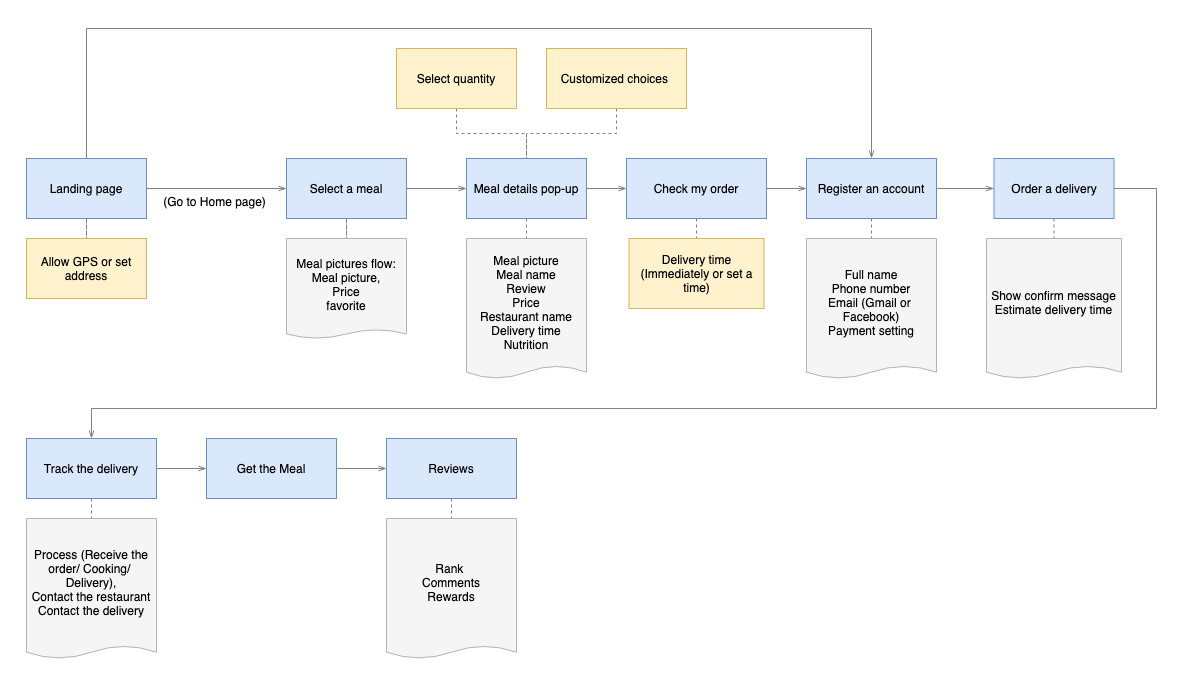 Select quantity
Customized choices
Landing page
(Go to Home page)
Select a meal
Meal details pop-up
Check my order
Register an account
Order a delivery
Allow GPS or set
address
Meal pictures flow:
Meal picture,
Price
favorite
Meal picture
Meal name
Review
Price
Restaurant name
Delivery time
Nutrition
Delivery time
(Immediately or set a
time)
Full name
Phone number
Email (Gmail or
Facebook)
Payment setting
Show confirm message
Estimate delivery time
Track the delivery
Get the Meal
Reviews
Process (Receive the
order/ Cooking/
Delivery),
Contact the restaurant
Contact the delivery
Rank
Comments
Rewards